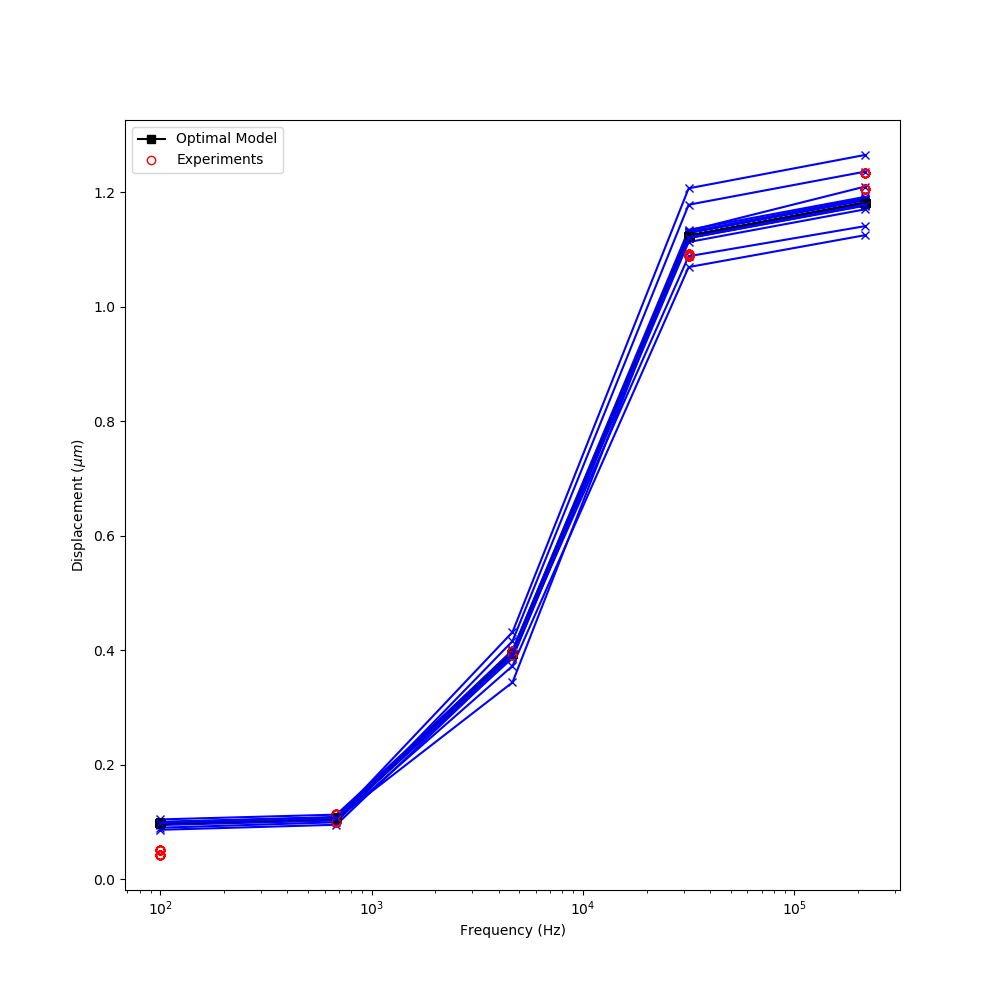 Optimal Model
Experiments
1.2
1.0
0.8
0.6
0.4
0.2
0.0
Displacement (μm)
10² 10³ 10⁴ 10⁵
Frequency (Hz)